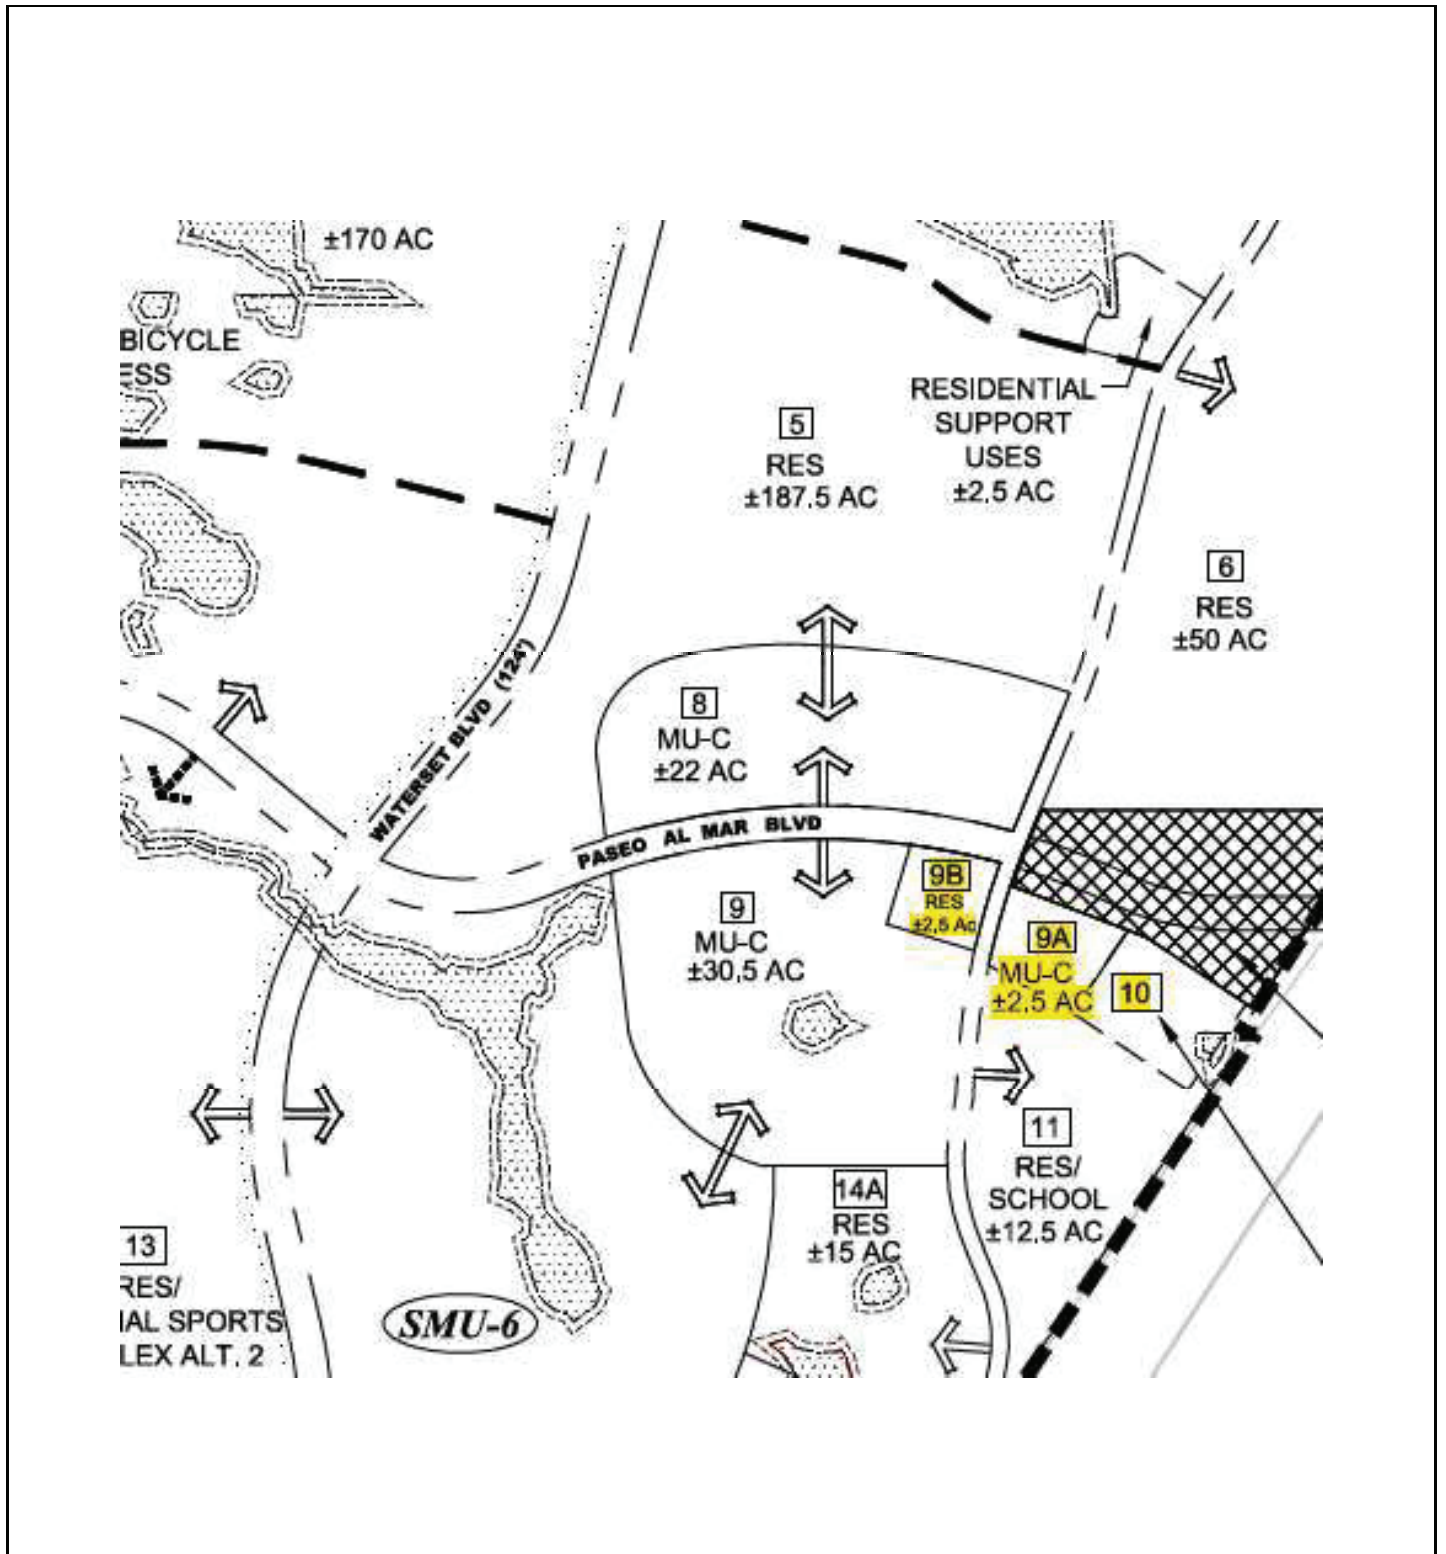 ±170 AC
BICYCLE
ESS
RESIDENTIAL
SUPPORT
USES
±2.5 AC
5
RES
±187.5 AC
6
RES
±50 AC
WATERSET BLVD (124')
8
MU-C
±22 AC
PASEO AL MAR BLVD
9B
RES
±2.5 Ac
9
MU-C
±30.5 AC
9A
MU-C
±2.5 AC
10
11
RES/
SCHOOL
±12.5 AC
14A
RES
±15 AC
13
RES/
IAL SPORTS
LEX ALT. 2
SMU-6